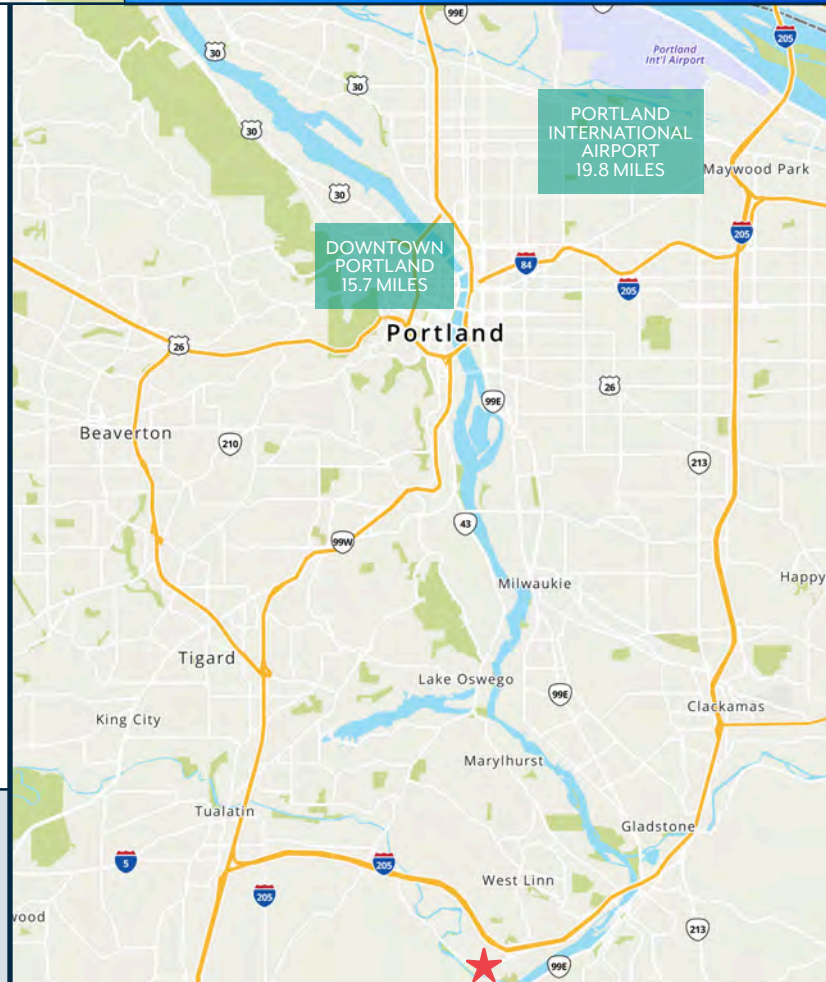 99E
205
30
Portland
Int'l Airport
30
PORTLAND
INTERNATIONAL
AIRPORT
19.8 MILES
30
Maywood Park
30
DOWNTOWN
PORTLAND
15.7 MILES
205
84
205
Portland
26
26
99E
Beaverton
210
213
43
99W
Milwaukie
Happy
Tigard
Lake Oswego
99E
King City
Clackamas
Marylhurst
Tualatin
Gladstone
5
205
West Linn
205
wood
213
99E